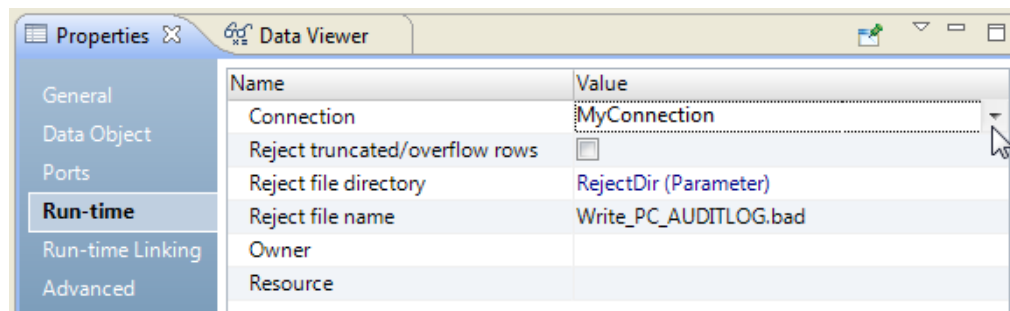 Properties Data Viewer
General
Data Object
Ports
Run-time
Run-time Linking
Advanced
Name Value
Connection MyConnection
Reject truncated/overflow rows
Reject file directory RejectDir (Parameter)
Reject file name Write_PC_AUDITLOG.bad
Owner
Resource